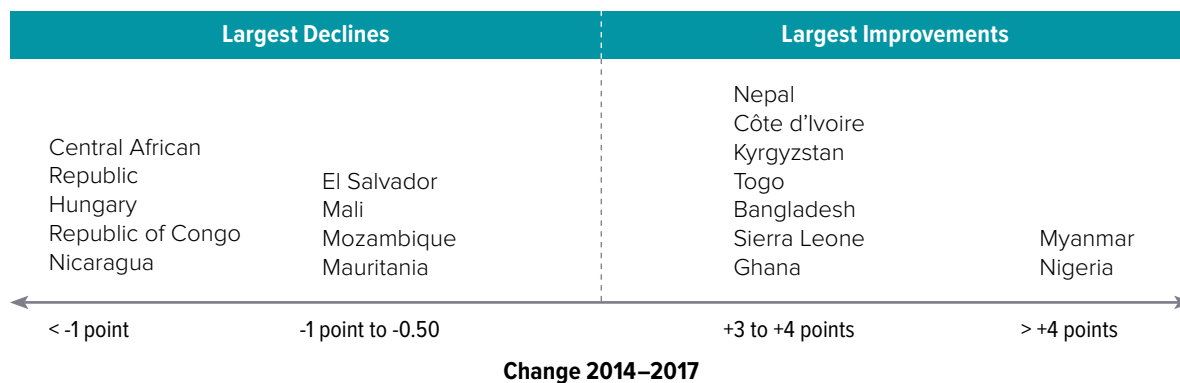 Largest Declines
Largest Improvements
Central African
Republic
Hungary
Republic of Congo
Nicaragua
El Salvador
Mali
Mozambique
Mauritania
Nepal
Côte d’Ivoire
Kyrgyzstan
Togo
Bangladesh
Sierra Leone
Ghana
Myanmar
Nigeria
< -1 point
-1 point to -0.50
+3 to +4 points
> +4 points
Change 2014–2017